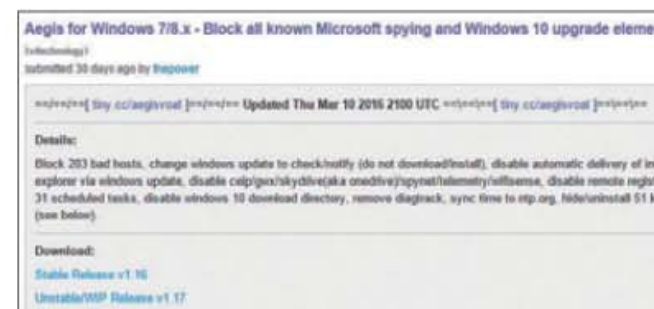 Aegis for Windows 7/8.x - Block all known Microsoft spying and Windows 10 upgrade eleme
(v/technology)
submitted 30 days ago by thepower
==/==/==[ tiny.cc/aegisvoat ]==/==/== Updated Thu Mar 10 2016 2100 UTC ==\==\==[ tiny.cc/aegisvoat ]==\==\==
Details:
Block 203 bad hosts, change windows update to check/notify (do not download/install), disable automatic delivery of in
explorer via windows update, disable ceip/gwx/skydrive(aka onedrive)/spynet/telemetry/wifisense, disable remote regist
31 scheduled tasks, disable windows 10 download directory, remove diagtrack, sync time to ntp.org, hide/uninstall 51 k
(see below).
Download:
Stable Release v1.16
Unstable/WIP Release v1.17